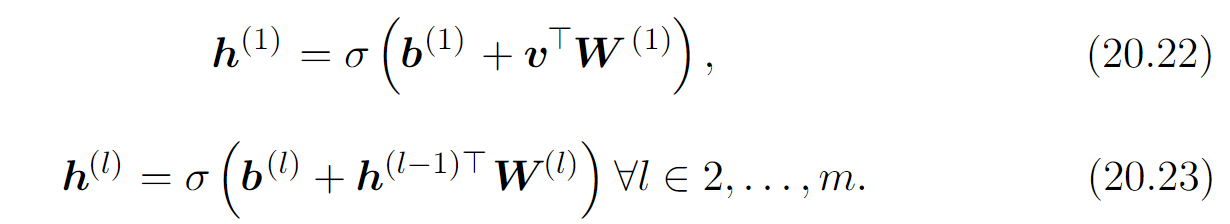 h^{(1)} = σ(b^{(1)} + v^⊤ W^{(1)}), (20.22)
h^{(l)} = σ(b^{(l)} + h^{(l−1)⊤} W^{(l)}) ∀l ∈ 2, . . . , m. (20.23)